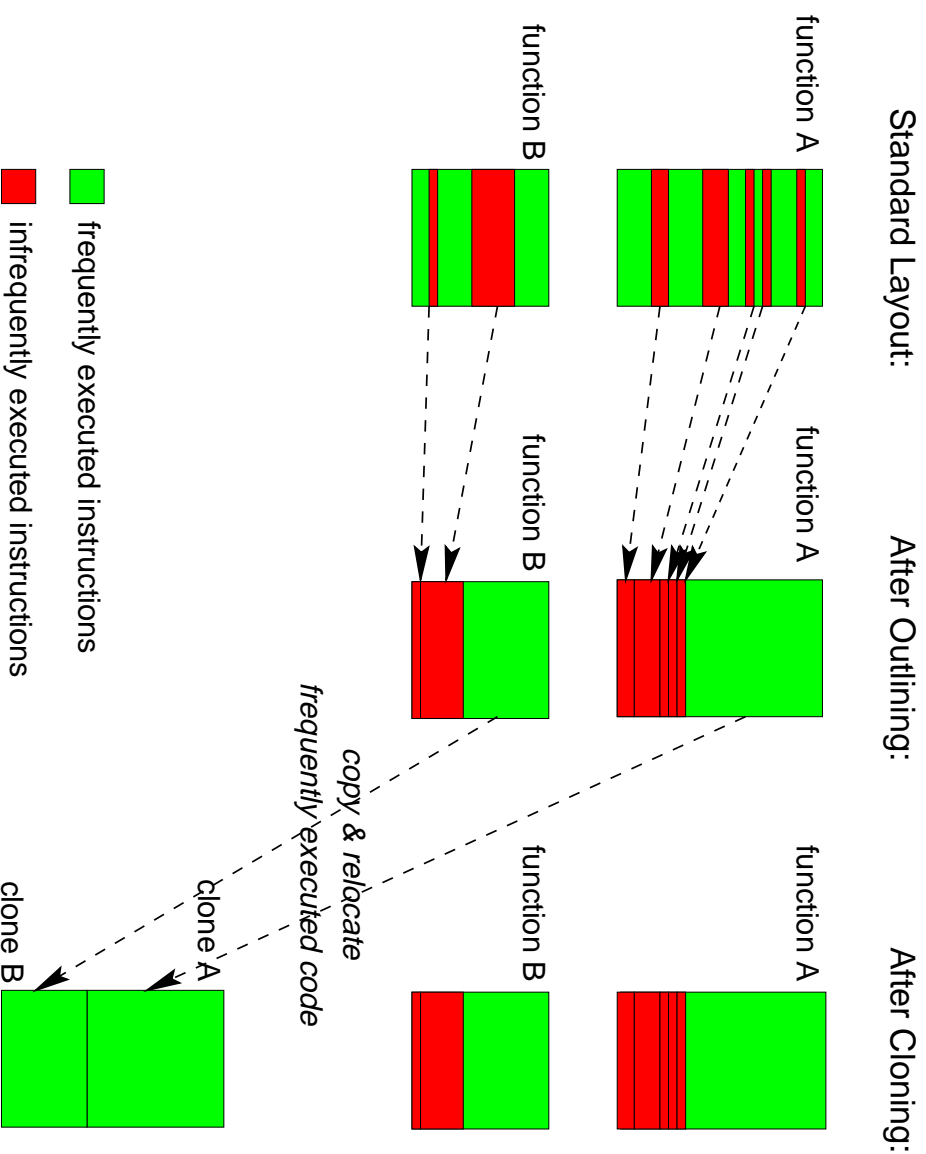 Standard Layout:
After Outlining:
After Cloning:
function A
function A
function A
function B
function B
function B
copy & relocate
frequently executed code
clone A
clone B
frequently executed instructions
infrequently executed instructions